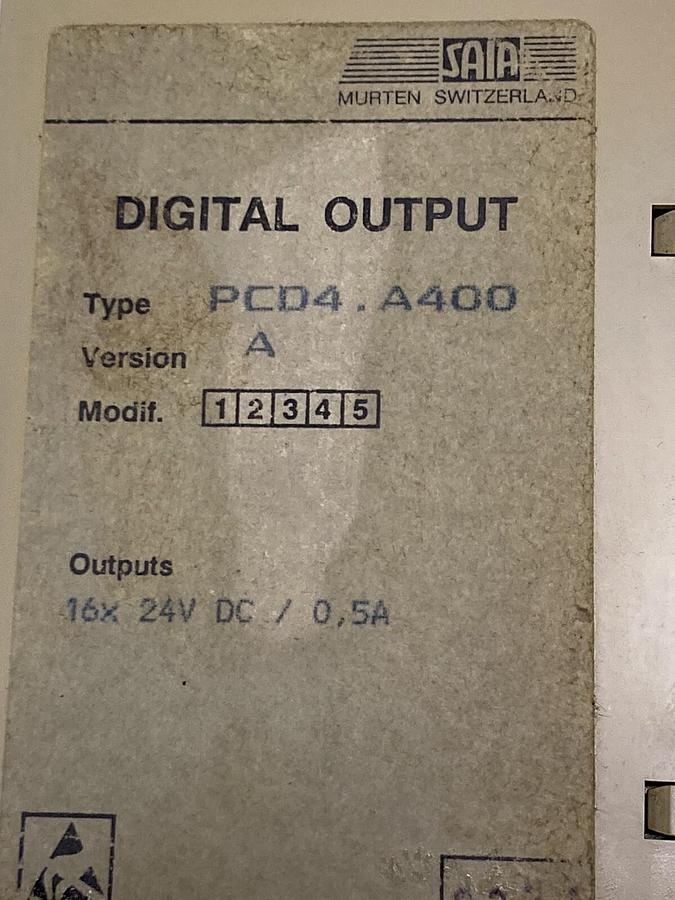 SAIA
MURTEN SWITZERLAND
DIGITAL OUTPUT
Type PCD4.A400
Version A
Modif. 1 2 3 4 5
Outputs
16x 24V DC / 0,5A